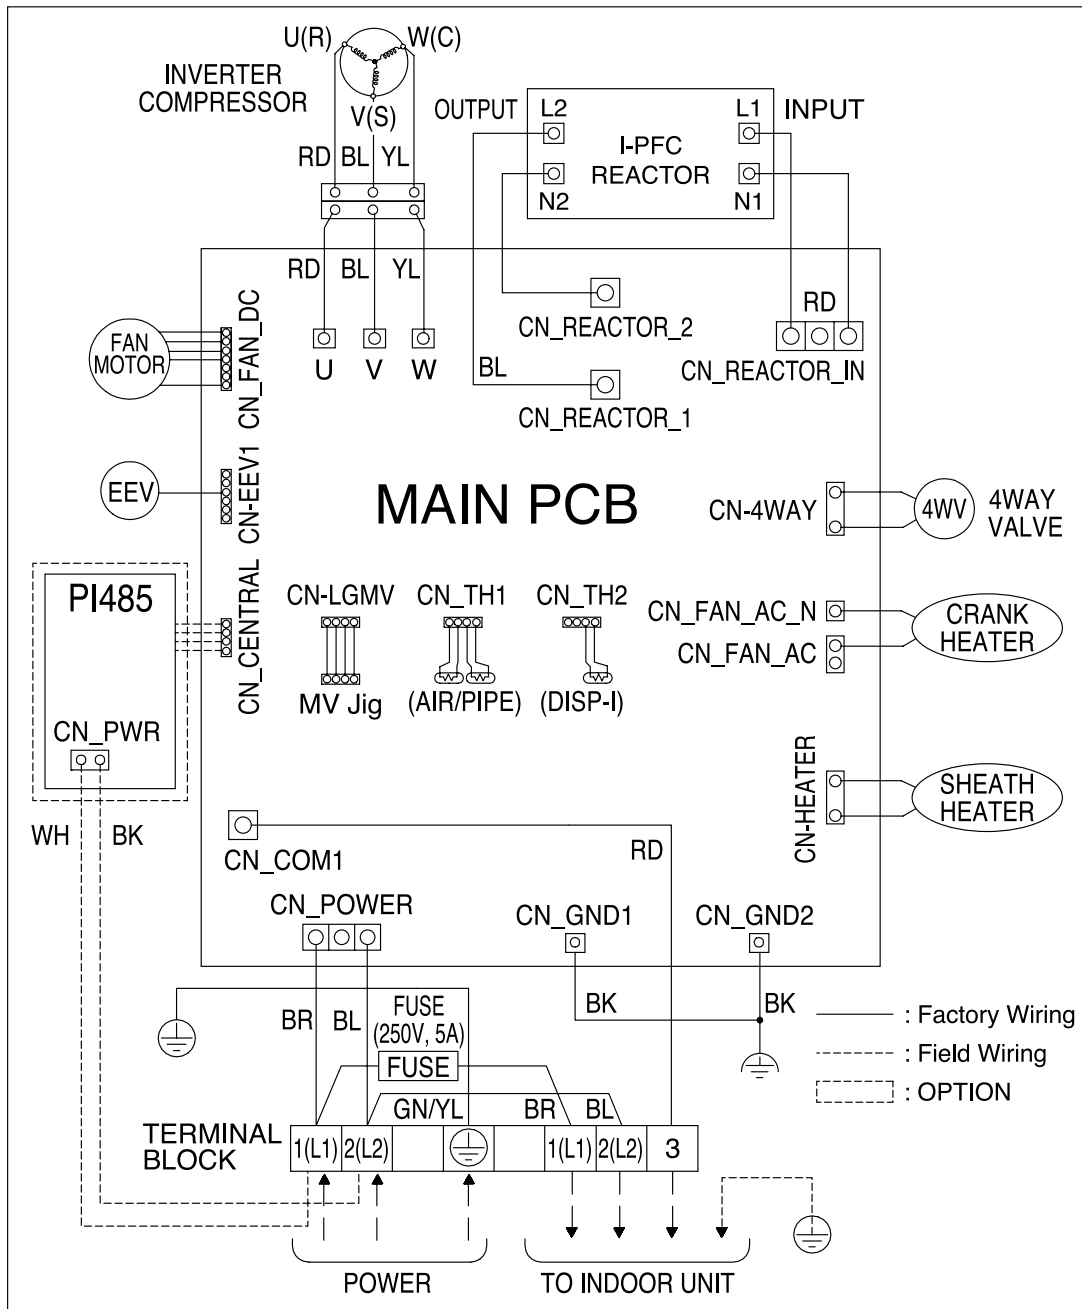 U(R)
W(C)
INVERTER
COMPRESSOR
V(S)
RD BL YL
OUTPUT
L2
L1
INPUT
I-PFC
REACTOR
N2
N1
RD BL YL
U V W
CN_REACTOR_2
BL
CN_REACTOR_1
RD
CN_REACTOR_IN
FAN
MOTOR
CN_FAN_DC
EEV
CN-EEV1
MAIN PCB
CN-4WAY
4WV
4WAY
VALVE
PI485
CN_CENTRAL
CN_PWR
WH
BK
CN-LGMV
MV Jig
CN_TH1
(AIR/PIPE)
CN_TH2
(DISP-I)
CN_FAN_AC_N
CN_FAN_AC
CRANK
HEATER
CN-HEATER
SHEATH
HEATER
CN_COM1
RD
CN_POWER
CN_GND1
CN_GND2
BR
BL
FUSE
(250V, 5A)
FUSE
BK
BK
GN/YL
BR
BL
: Factory Wiring
: Field Wiring
: OPTION
TERMINAL
BLOCK
1(L1) 2(L2) 1(L1) 2(L2) 3
POWER
TO INDOOR UNIT